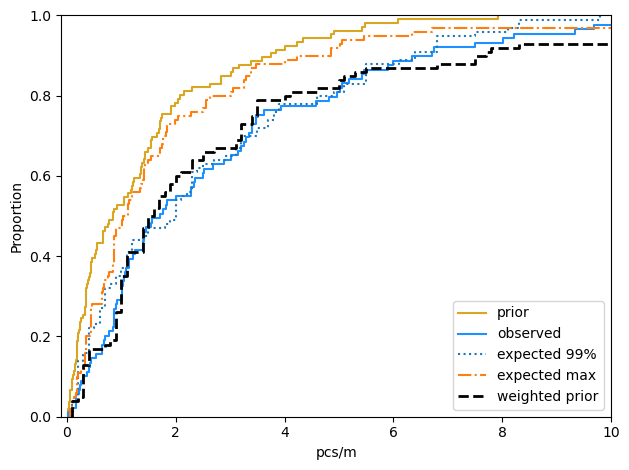 1.0
0.8
0.6
0.4
0.2
0.0
Proportion
0
2
4
6
8
10
pcs/m
prior
observed
expected 99%
expected max
weighted prior